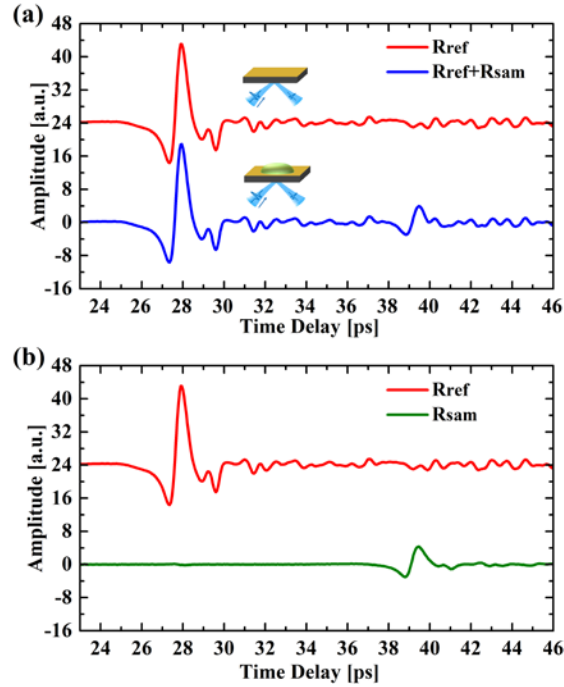 (a)
48
40
32
24
16
8
0
-8
-16
Amplitude [a.u.]
Rref
Rref+Rsam
24 26 28 30 32 34 36 38 40 42 44 46
Time Delay [ps]
(b)
48
40
32
24
16
8
0
-8
-16
Amplitude [a.u.]
Rref
Rsam
24 26 28 30 32 34 36 38 40 42 44 46
Time Delay [ps]